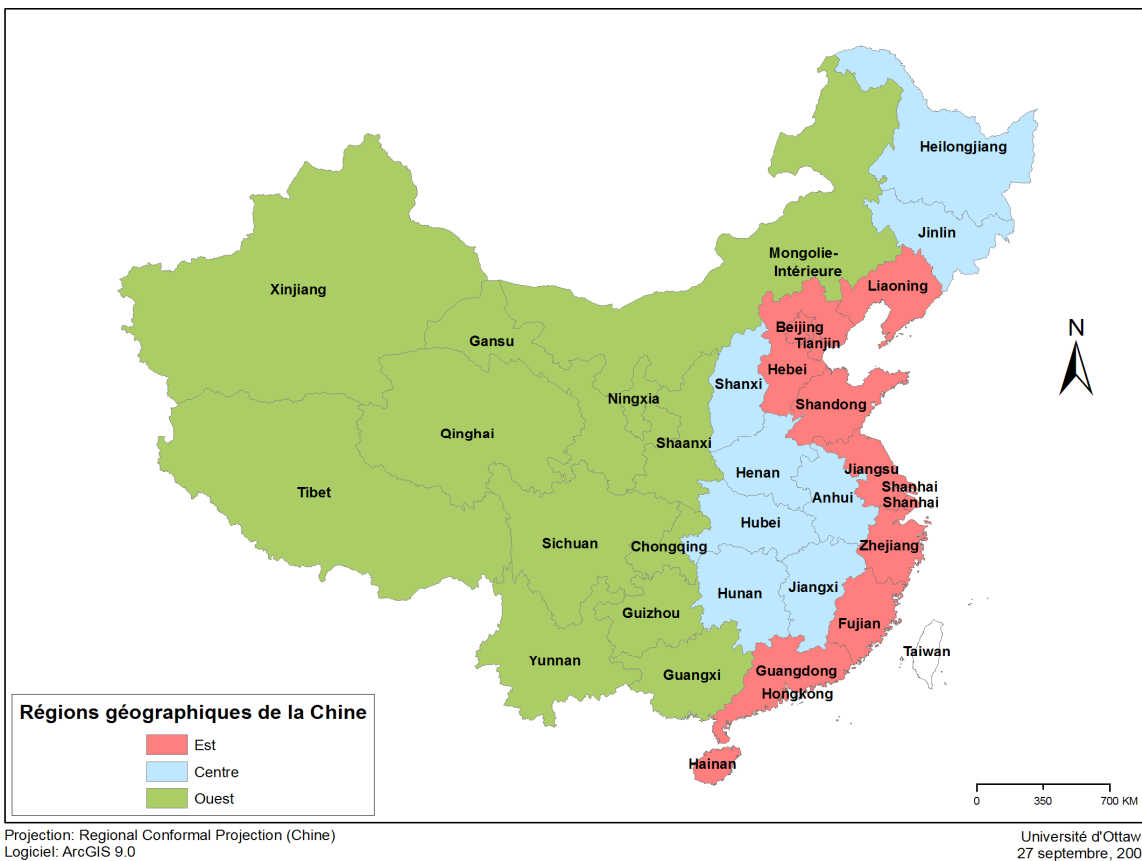 Heilongjiang
Jinlin
Mongolie-
Intérieure
Liaoning
Xinjiang
Beijing
Tianjin
Gansu
Hebei
Shanxi
Ningxia
Shandong
Qinghai
Shaanxi
Henan
Jiangsu
Shanhai
Shanhai
Anhui
Tibet
Hubei
Sichuan
Chongqing
Zhejiang
Hunan
Jiangxi
Guizhou
Fujian
Taiwan
Yunnan
Guangxi
Guangdong
Hongkong
Hainan
N
Régions géographiques de la Chine
Est
Centre
Ouest
0 350 700 KM
Projection: Regional Conformal Projection (Chine)
Logiciel: ArcGIS 9.0
Université d'Ottaw
27 septembre, 200